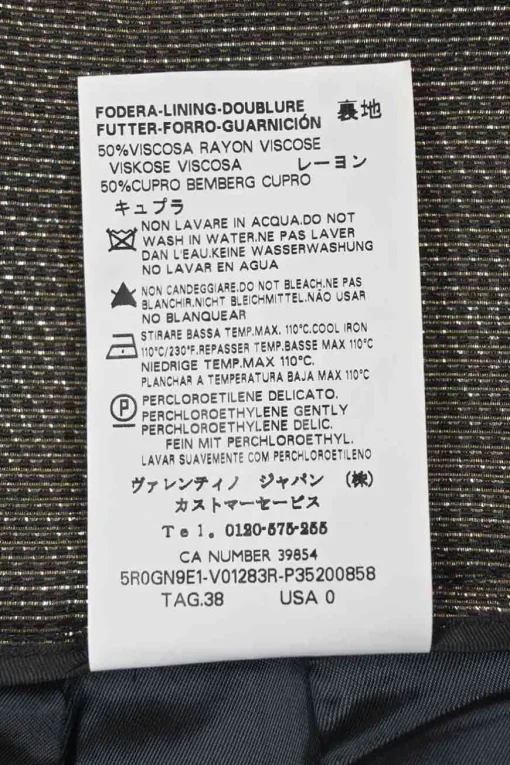 FODERA-LINING-DOUBLURE 裏地
FUTTER-FORRO-GUARNICIÓN
50%VISCOSA RAYON VISCOSE
VISKOSE VISCOSA レーヨン
50%CUPRO BEMBERG CUPRO
キュプラ
NON LAVARE IN ACQUA.DO NOT
WASH IN WATER.NE PAS LAVER
DAN L'EAU.KEINE WASSERWASHUNG
NO LAVAR EN AGUA
NON CANDEGGIARE.DO NOT BLEACH.NE PAS
BLANCHIR.NICHT BLEICHMITTEL.NÃO USAR
NO BLANQUEAR
STIRARE BASSA TEMP.MAX. 110°C.COOL IRON
110°C/230°F.REPASSER TEMP.BASSE MAX 110°C
NIEDRIGE TEMP.MAX 110°C.
PLANCHAR A TEMPERATURA BAJA MAX 110°C
P PERCLOROETILENE DELICATO.
PERCHLOROETHYLENE GENTLY
PERCHLOROETHYLENE DELIC.
FEIN MIT PERCHLOROETHYL.
LAVAR SUAVEMENTE COM PERCHLOROETILENO
ヴァレンティノ ジャパン (株)
カストマーサービス
Tel. 0120-575-255
CA NUMBER 39854
5R0GN9E1-V01283R-P35200858
TAG.38 USA 0